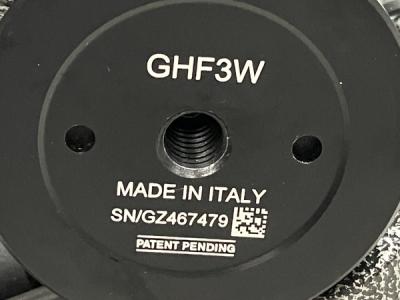 GHF3W
MADE IN ITALY
SN/GZ467479
PATENT PENDING